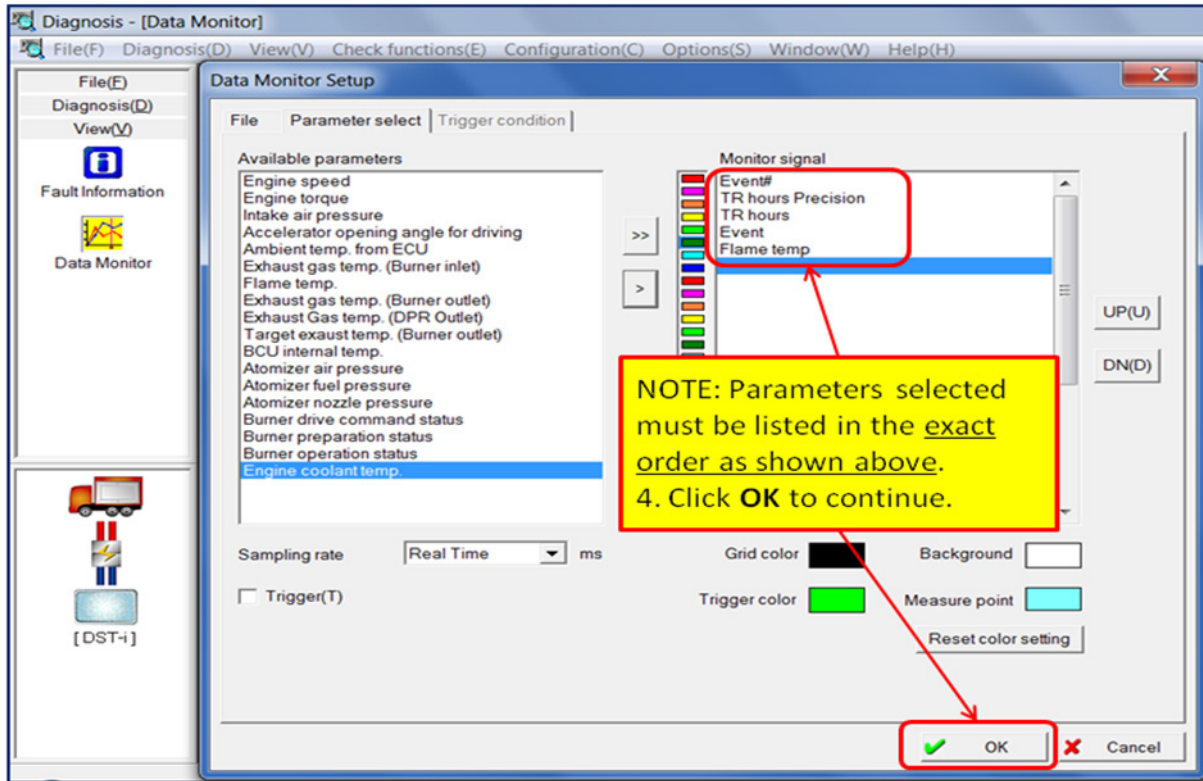 Diagnosis - [Data Monitor]
File(F) Diagnosis(D) View(V) Check functions(E) Configuration(C) Options(S) Window(W) Help(H)
File(F)
Diagnosis(D)
View(V)
Fault Information
Data Monitor
[ DST-i ]
Data Monitor Setup
File Parameter select Trigger condition
Available parameters
Engine speed
Engine torque
Intake air pressure
Accelerator opening angle for driving
Ambient temp. from ECU
Exhaust gas temp. (Burner inlet)
Flame temp.
Exhaust gas temp. (Burner outlet)
Exhaust Gas temp. (DPR Outlet)
Target exaust temp. (Burner outlet)
BCU internal temp.
Atomizer air pressure
Atomizer fuel pressure
Atomizer nozzle pressure
Burner drive command status
Burner preparation status
Burner operation status
Engine coolant temp.
>>
>
Monitor signal
Event#
TR hours Precision
TR hours
Event
Flame temp
UP(U)
DN(D)
NOTE: Parameters selected
must be listed in the exact
order as shown above.
4. Click OK to continue.
Sampling rate Real Time ms
Trigger(T)
Grid color Background
Trigger color Measure point
Reset color setting
OK Cancel